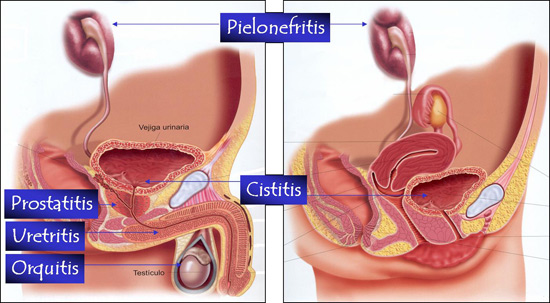 Pielonefritis
Vejiga urinaria
Cistitis
Prostatitis
Uretritis
Orquitis
Testículo